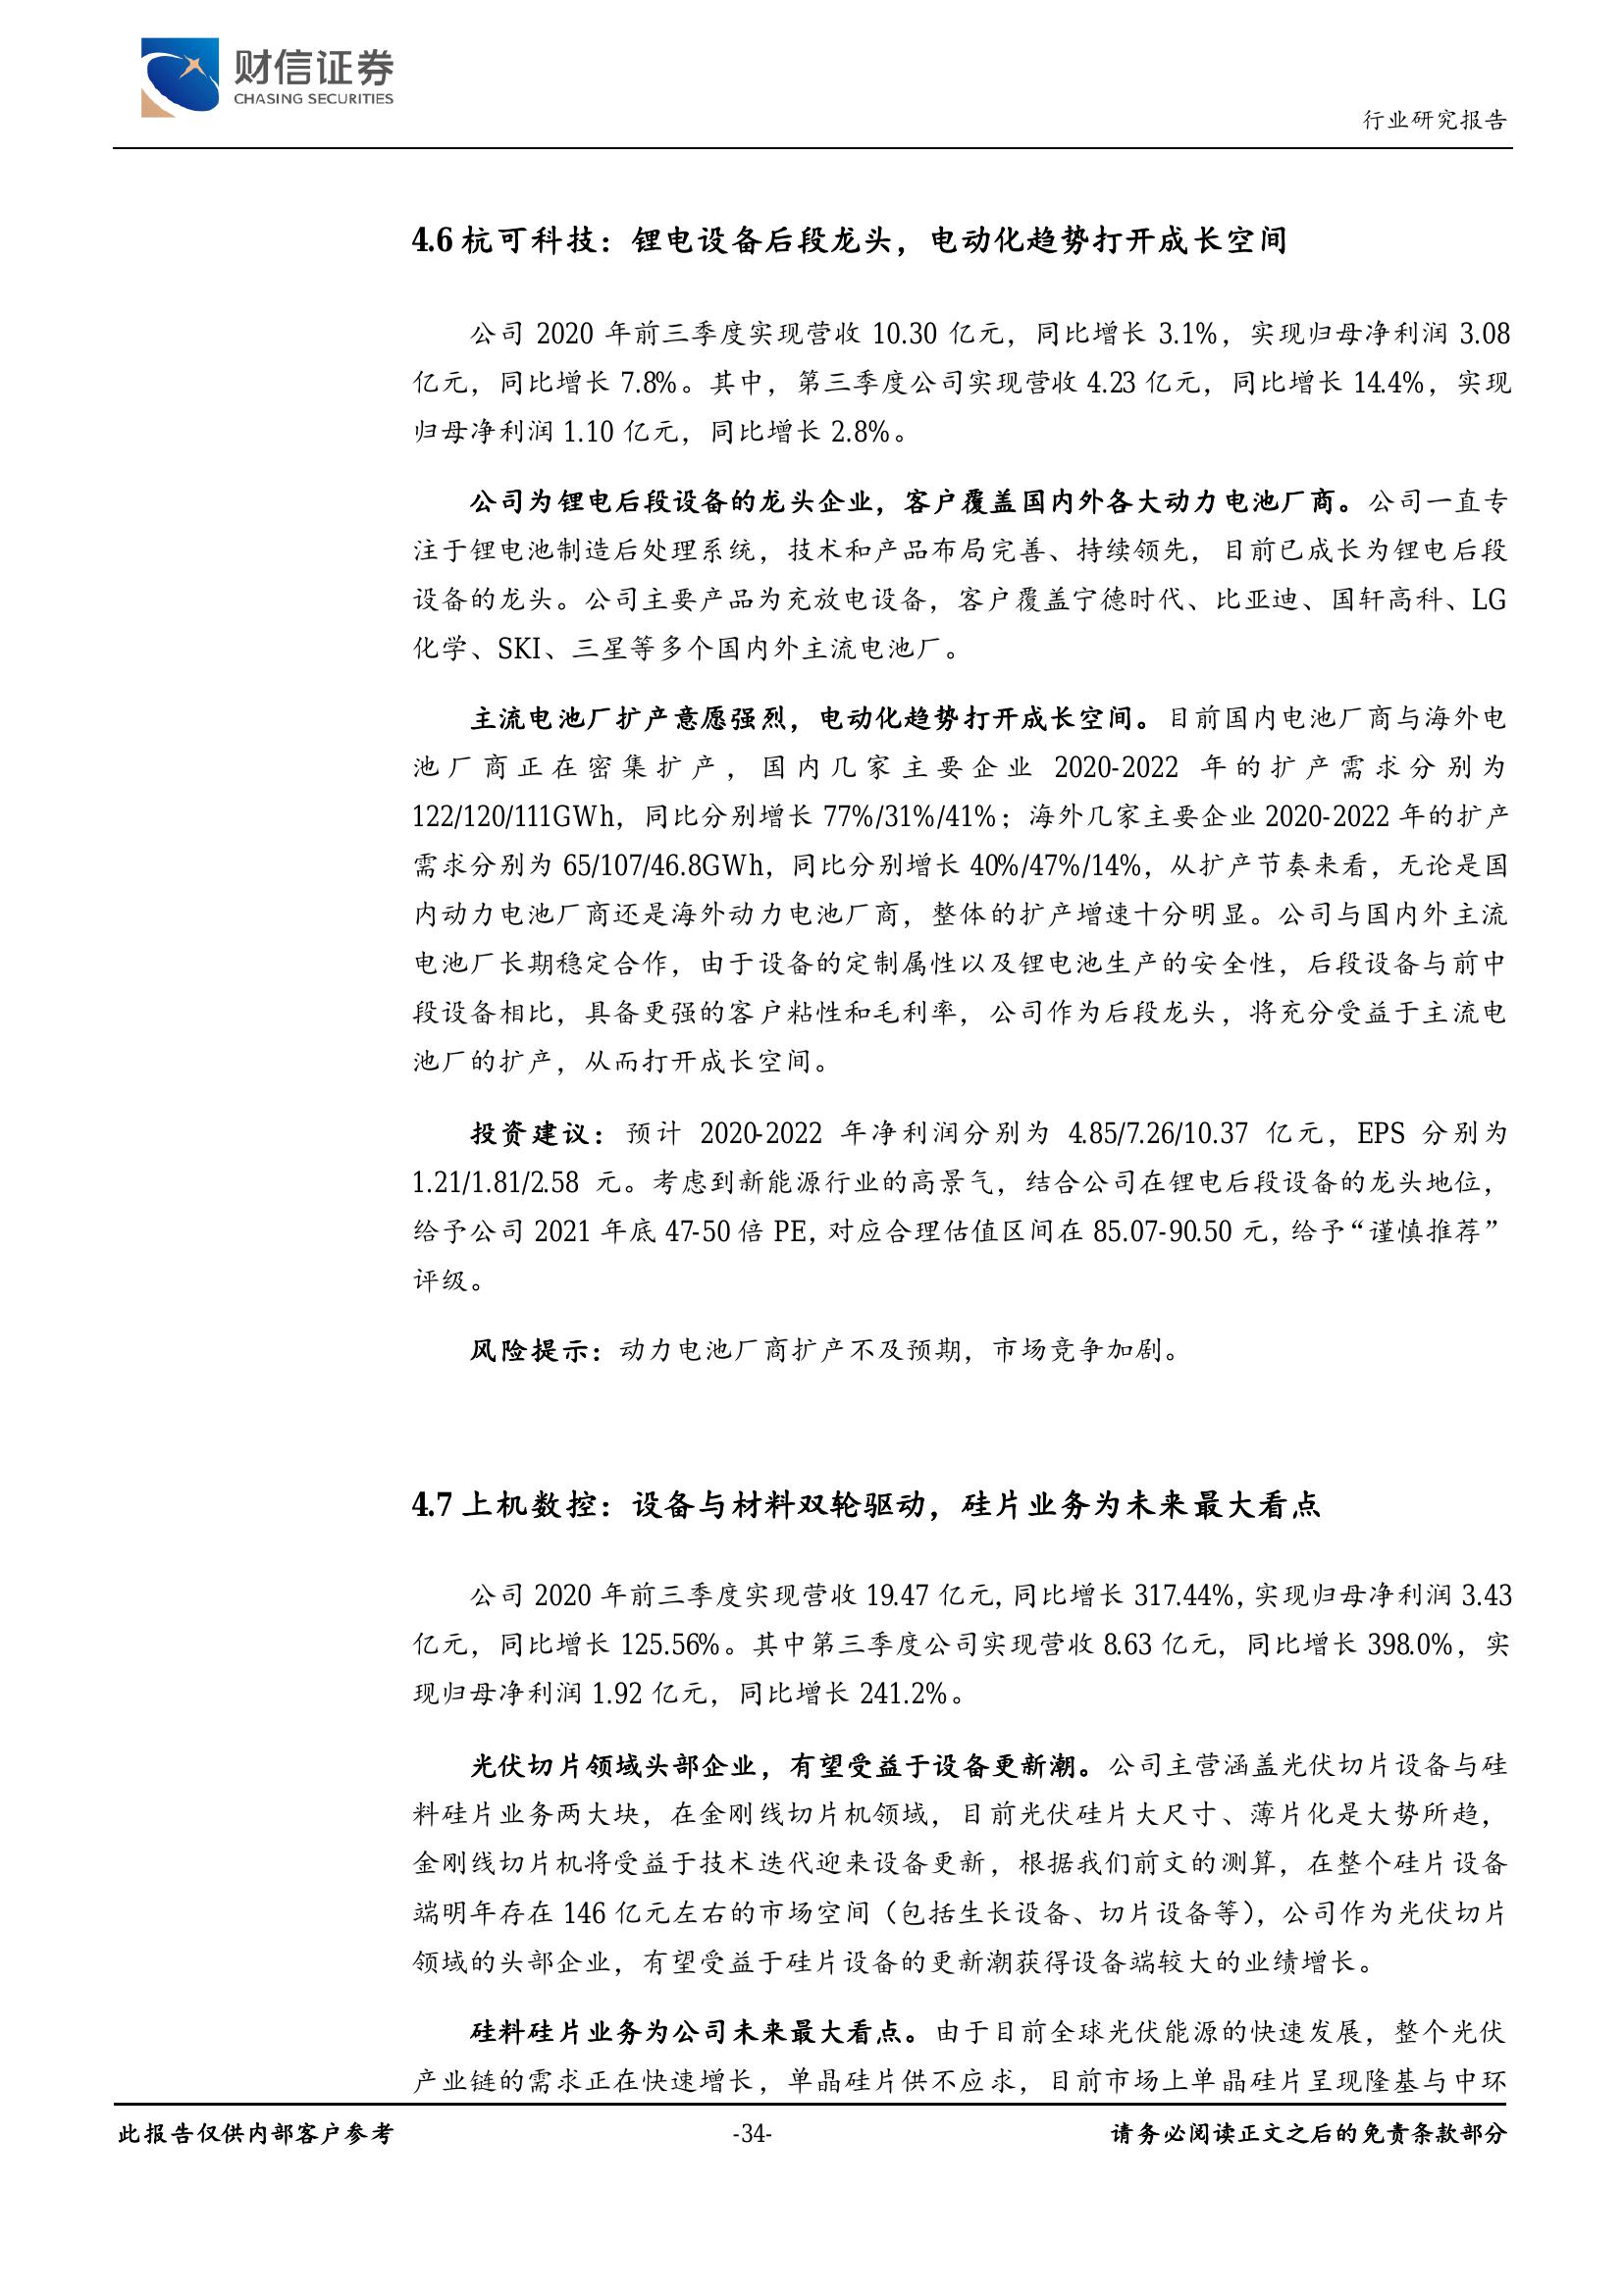 财信证券
CHASING SECURITIES
行业研究报告
4.6 杭可科技：锂电设备后段龙头，电动化趋势打开成长空间
公司 2020 年前三季度实现营收 10.30 亿元，同比增长 3.1%，实现归母净利润 3.08
亿元，同比增长 7.8%。其中，第三季度公司实现营收 4.23 亿元，同比增长 14.4%，实现
归母净利润 1.10 亿元，同比增长 2.8%。
公司为锂电后段设备的龙头企业，客户覆盖国内外各大动力电池厂商。公司一直专
注于锂电池制造后处理系统，技术和产品布局完善、持续领先，目前已成长为锂电后段
设备的龙头。公司主要产品为充放电设备，客户覆盖宁德时代、比亚迪、国轩高科、LG
化学、SKI、三星等多个国内外主流电池厂。
主流电池厂扩产意愿强烈，电动化趋势打开成长空间。目前国内电池厂商与海外电
池厂商正在密集扩产，国内几家主要企业 2020-2022 年的扩产需求分别为
122/120/111GWh，同比分别增长 77%/31%/41%；海外几家主要企业 2020-2022 年的扩产
需求分别为 65/107/46.8GWh，同比分别增长 40%/47%/14%，从扩产节奏来看，无论是国
内动力电池厂商还是海外动力电池厂商，整体的扩产增速十分明显。公司与国内外主流
电池厂长期稳定合作，由于设备的定制属性以及锂电池生产的安全性，后段设备与前中
段设备相比，具备更强的客户粘性和毛利率，公司作为后段龙头，将充分受益于主流电
池厂的扩产，从而打开成长空间。
投资建议：预计 2020-2022 年净利润分别为 4.85/7.26/10.37 亿元，EPS 分别为
1.21/1.81/2.58 元。考虑到新能源行业的高景气，结合公司在锂电后段设备的龙头地位，
给予公司 2021 年底 47-50 倍 PE，对应合理估值区间在 85.07-90.50 元，给予“谨慎推荐”
评级。
风险提示：动力电池厂商扩产不及预期，市场竞争加剧。
4.7 上机数控：设备与材料双轮驱动，硅片业务为未来最大看点
公司 2020 年前三季度实现营收 19.47 亿元，同比增长 317.44%，实现归母净利润 3.43
亿元，同比增长 125.56%。其中第三季度公司实现营收 8.63 亿元，同比增长 398.0%，实
现归母净利润 1.92 亿元，同比增长 241.2%。
光伏切片领域头部企业，有望受益于设备更新潮。公司主营涵盖光伏切片设备与硅
料硅片业务两大块，在金刚线切片机领域，目前光伏硅片大尺寸、薄片化是大势所趋，
金刚线切片机将受益于技术迭代迎来设备更新，根据我们前文的测算，在整个硅片设备
端明年存在 146 亿元左右的市场空间（包括生长设备、切片设备等），公司作为光伏切片
领域的头部企业，有望受益于硅片设备的更新潮获得设备端较大的业绩增长。
硅料硅片业务为公司未来最大看点。由于目前全球光伏能源的快速发展，整个光伏
产业链的需求正在快速增长，单晶硅片供不应求，目前市场上单晶硅片呈现隆基与中环
此报告仅供内部客户参考
-34-
请务必阅读正文之后的免责条款部分